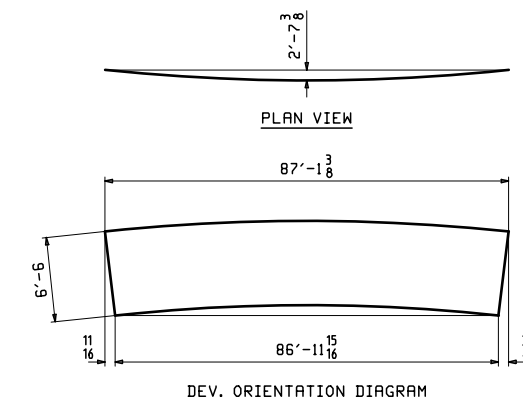 2'-7 3/8
PLAN VIEW
87'-1 3/8
6'-6
11/16
86'-11 15/16
DEV. ORIENTATION DIAGRAM